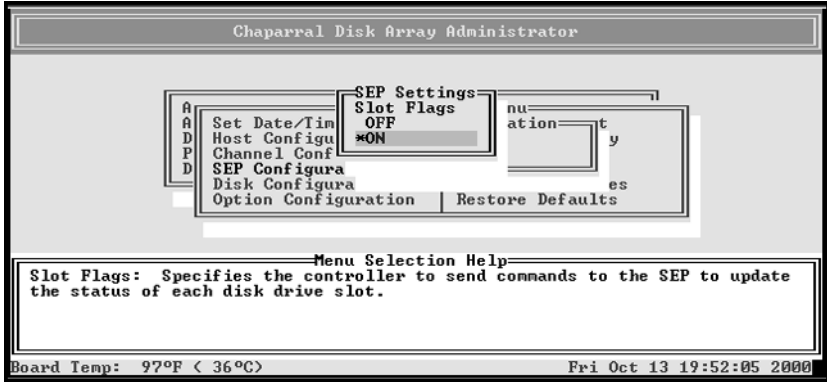 Chaparral Disk Array Administrator
SEP Settings
Slot Flags
OFF
*ON
A
A
D
P
D
nu
Set Date/Tim
ation
t
Host Configu
y
Channel Conf
SEP Configura
Disk Configura
es
Option Configuration | Restore Defaults
Menu Selection Help
Slot Flags: Specifies the controller to send commands to the SEP to update
the status of each disk drive slot.
Board Temp: 97°F ( 36°C)
Fri Oct 13 19:52:05 2000